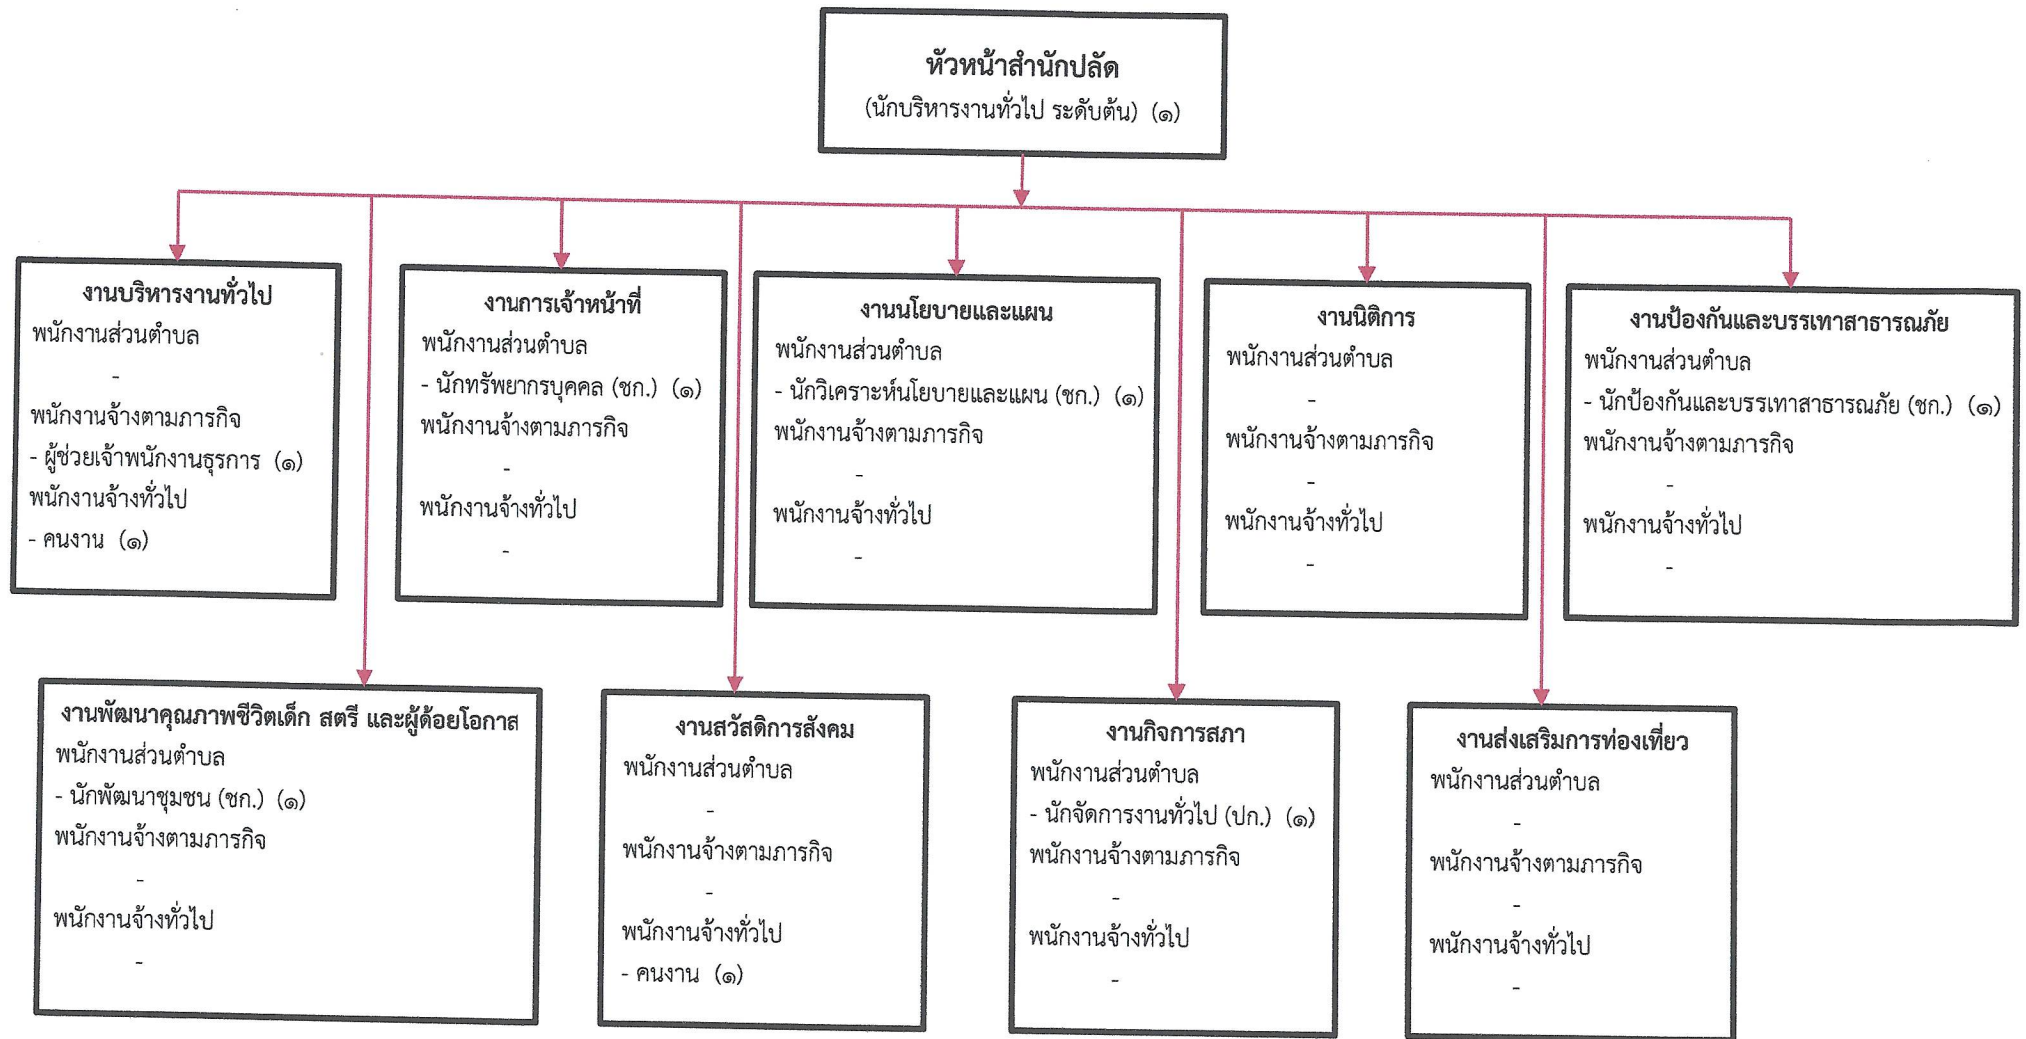 หัวหน้าสำนักปลัด
(นักบริหารงานทั่วไป ระดับต้น) (๑)
งานบริหารงานทั่วไป
พนักงานส่วนตำบล
-
พนักงานจ้างตามภารกิจ
- ผู้ช่วยเจ้าพนักงานธุรการ (๑)
พนักงานจ้างทั่วไป
- คนงาน (๑)
งานการเจ้าหน้าที่
พนักงานส่วนตำบล
- นักทรัพยากรบุคคล (ชก.) (๑)
พนักงานจ้างตามภารกิจ
-
พนักงานจ้างทั่วไป
-
งานนโยบายและแผน
พนักงานส่วนตำบล
- นักวิเคราะห์นโยบายและแผน (ชก.) (๑)
พนักงานจ้างตามภารกิจ
-
พนักงานจ้างทั่วไป
-
งานนิติการ
พนักงานส่วนตำบล
-
พนักงานจ้างตามภารกิจ
-
พนักงานจ้างทั่วไป
-
งานป้องกันและบรรเทาสาธารณภัย
พนักงานส่วนตำบล
- นักป้องกันและบรรเทาสาธารณภัย (ชก.) (๑)
พนักงานจ้างตามภารกิจ
-
พนักงานจ้างทั่วไป
-
งานพัฒนาคุณภาพชีวิตเด็ก สตรี และผู้ด้อยโอกาส
พนักงานส่วนตำบล
- นักพัฒนาชุมชน (ชก.) (๑)
พนักงานจ้างตามภารกิจ
-
พนักงานจ้างทั่วไป
-
งานสวัสดิการสังคม
พนักงานส่วนตำบล
-
พนักงานจ้างตามภารกิจ
-
พนักงานจ้างทั่วไป
- คนงาน (๑)
งานกิจการสภา
พนักงานส่วนตำบล
- นักจัดการงานทั่วไป (ปก.) (๑)
พนักงานจ้างตามภารกิจ
-
พนักงานจ้างทั่วไป
-
งานส่งเสริมการท่องเที่ยว
พนักงานส่วนตำบล
-
พนักงานจ้างตามภารกิจ
-
พนักงานจ้างทั่วไป
-